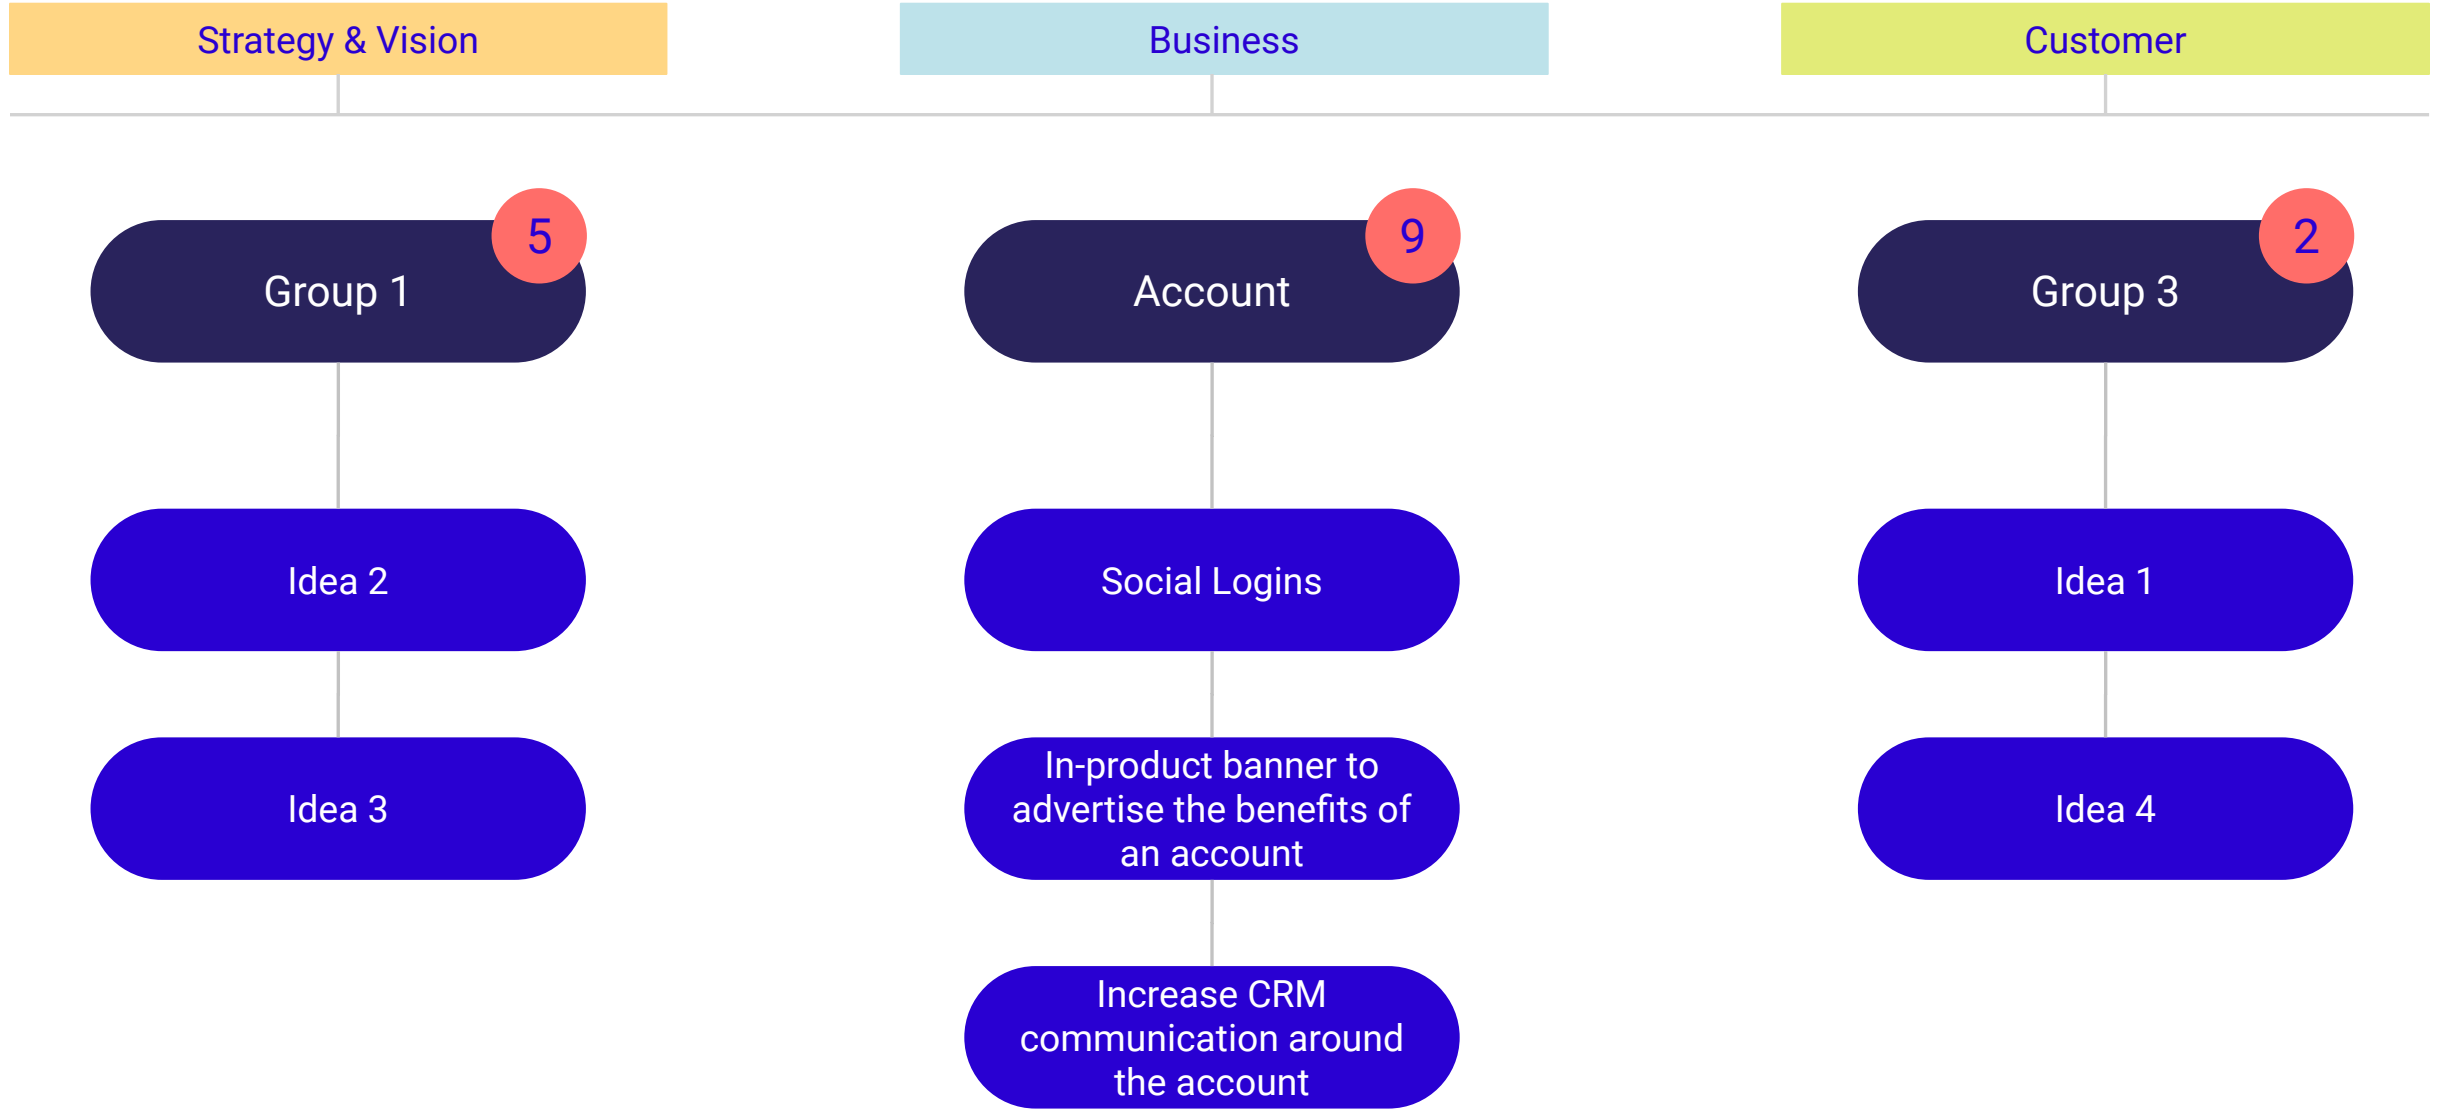 Strategy & Vision
Business
Customer
5
9
2
Group 1
Account
Group 3
Idea 2
Social Logins
Idea 1
Idea 3
In-product banner to
advertise the benefits of
an account
Idea 4
Increase CRM
communication around
the account